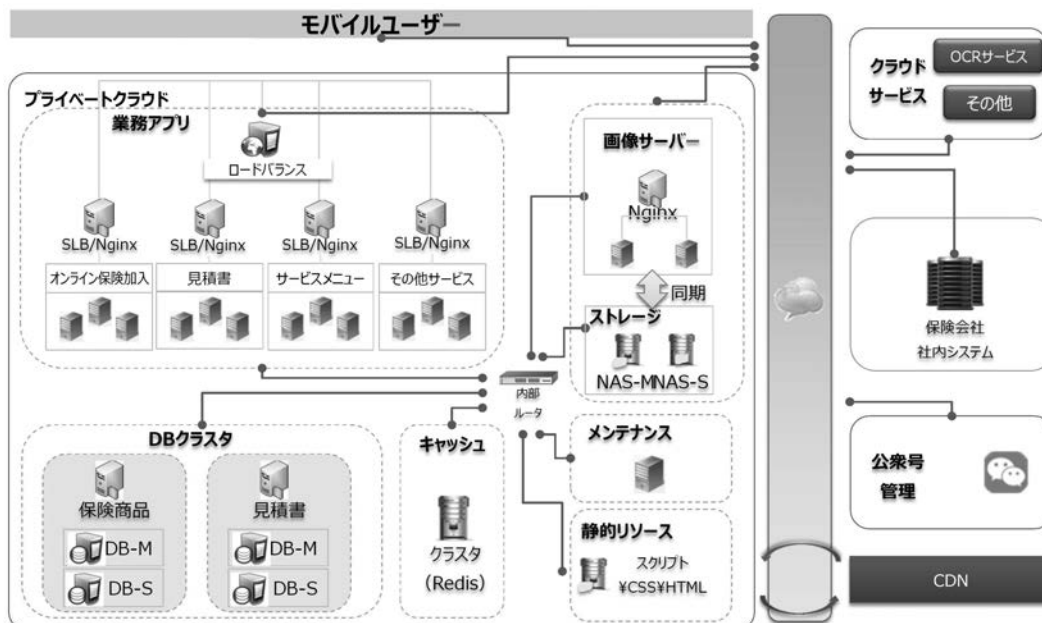 モバイルユーザー
プライベートクラウド
業務アプリ
ロードバランス
SLB/Nginx
SLB/Nginx
SLB/Nginx
SLB/Nginx
オンライン保険加入
見積書
サービスメニュー
その他サービス
画像サーバー
Nginx
同期
ストレージ
NAS-M
NAS-S
内部
ルータ
DBクラスタ
保険商品
DB-M
DB-S
見積書
DB-M
DB-S
キャッシュ
クラスタ
(Redis)
メンテナンス
静的リソース
スクリプト
¥CSS¥HTML
クラウド
サービス
OCRサービス
その他
保険会社
社内システム
公衆号
管理
CDN